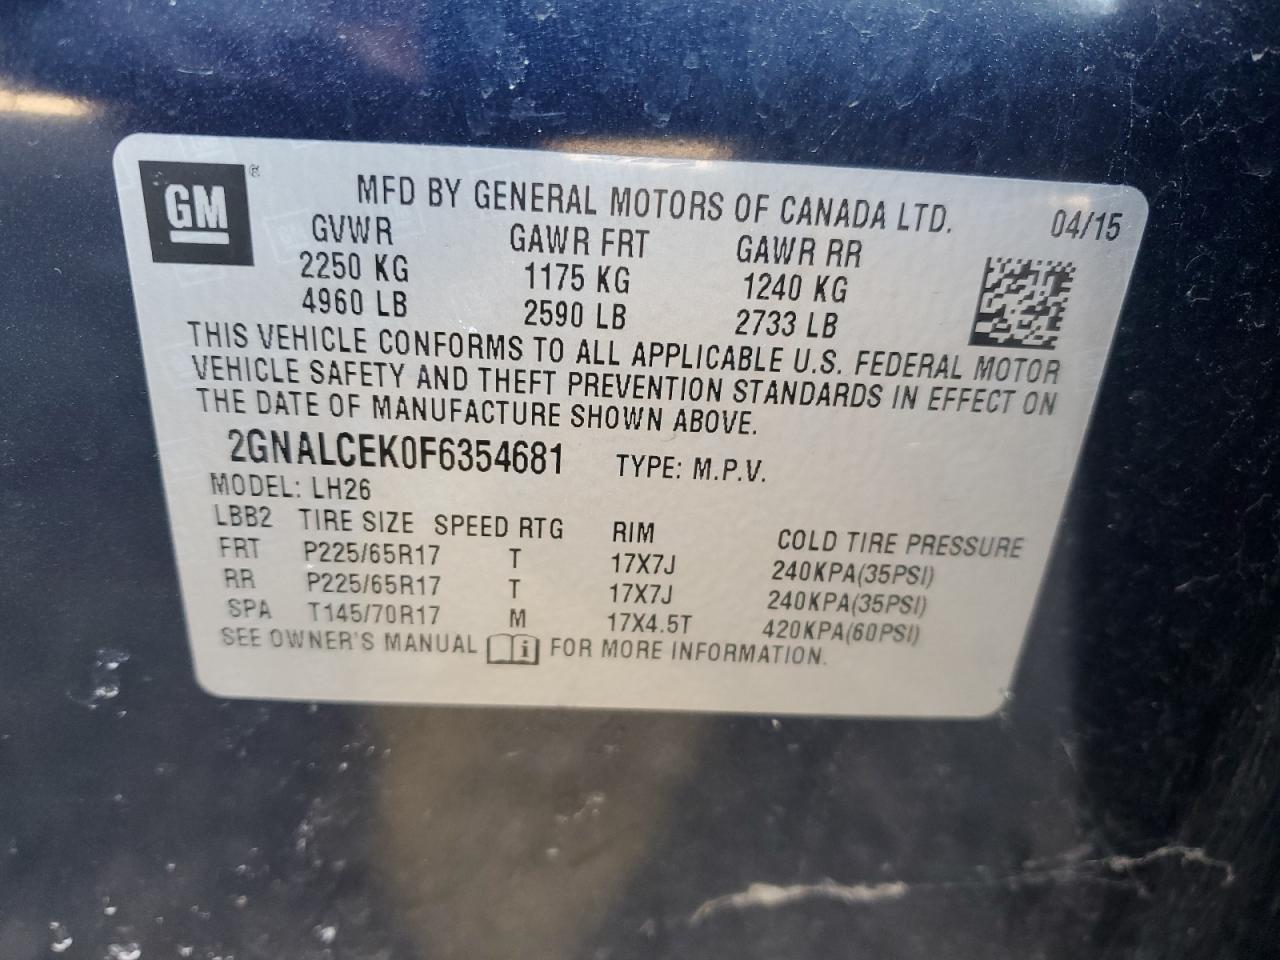 GM ®
MFD BY GENERAL MOTORS OF CANADA LTD. 04/15
GVWR GAWR FRT GAWR RR
2250 KG 1175 KG 1240 KG
4960 LB 2590 LB 2733 LB
THIS VEHICLE CONFORMS TO ALL APPLICABLE U.S. FEDERAL MOTOR
VEHICLE SAFETY AND THEFT PREVENTION STANDARDS IN EFFECT ON
THE DATE OF MANUFACTURE SHOWN ABOVE.
2GNALCEK0F6354681 TYPE: M.P.V.
MODEL: LH26
LBB2 TIRE SIZE SPEED RTG RIM COLD TIRE PRESSURE
FRT P225/65R17 T 17X7J 240KPA(35PSI)
RR P225/65R17 T 17X7J 240KPA(35PSI)
SPA T145/70R17 M 17X4.5T 420KPA(60PSI)
SEE OWNER'S MANUAL i FOR MORE INFORMATION.